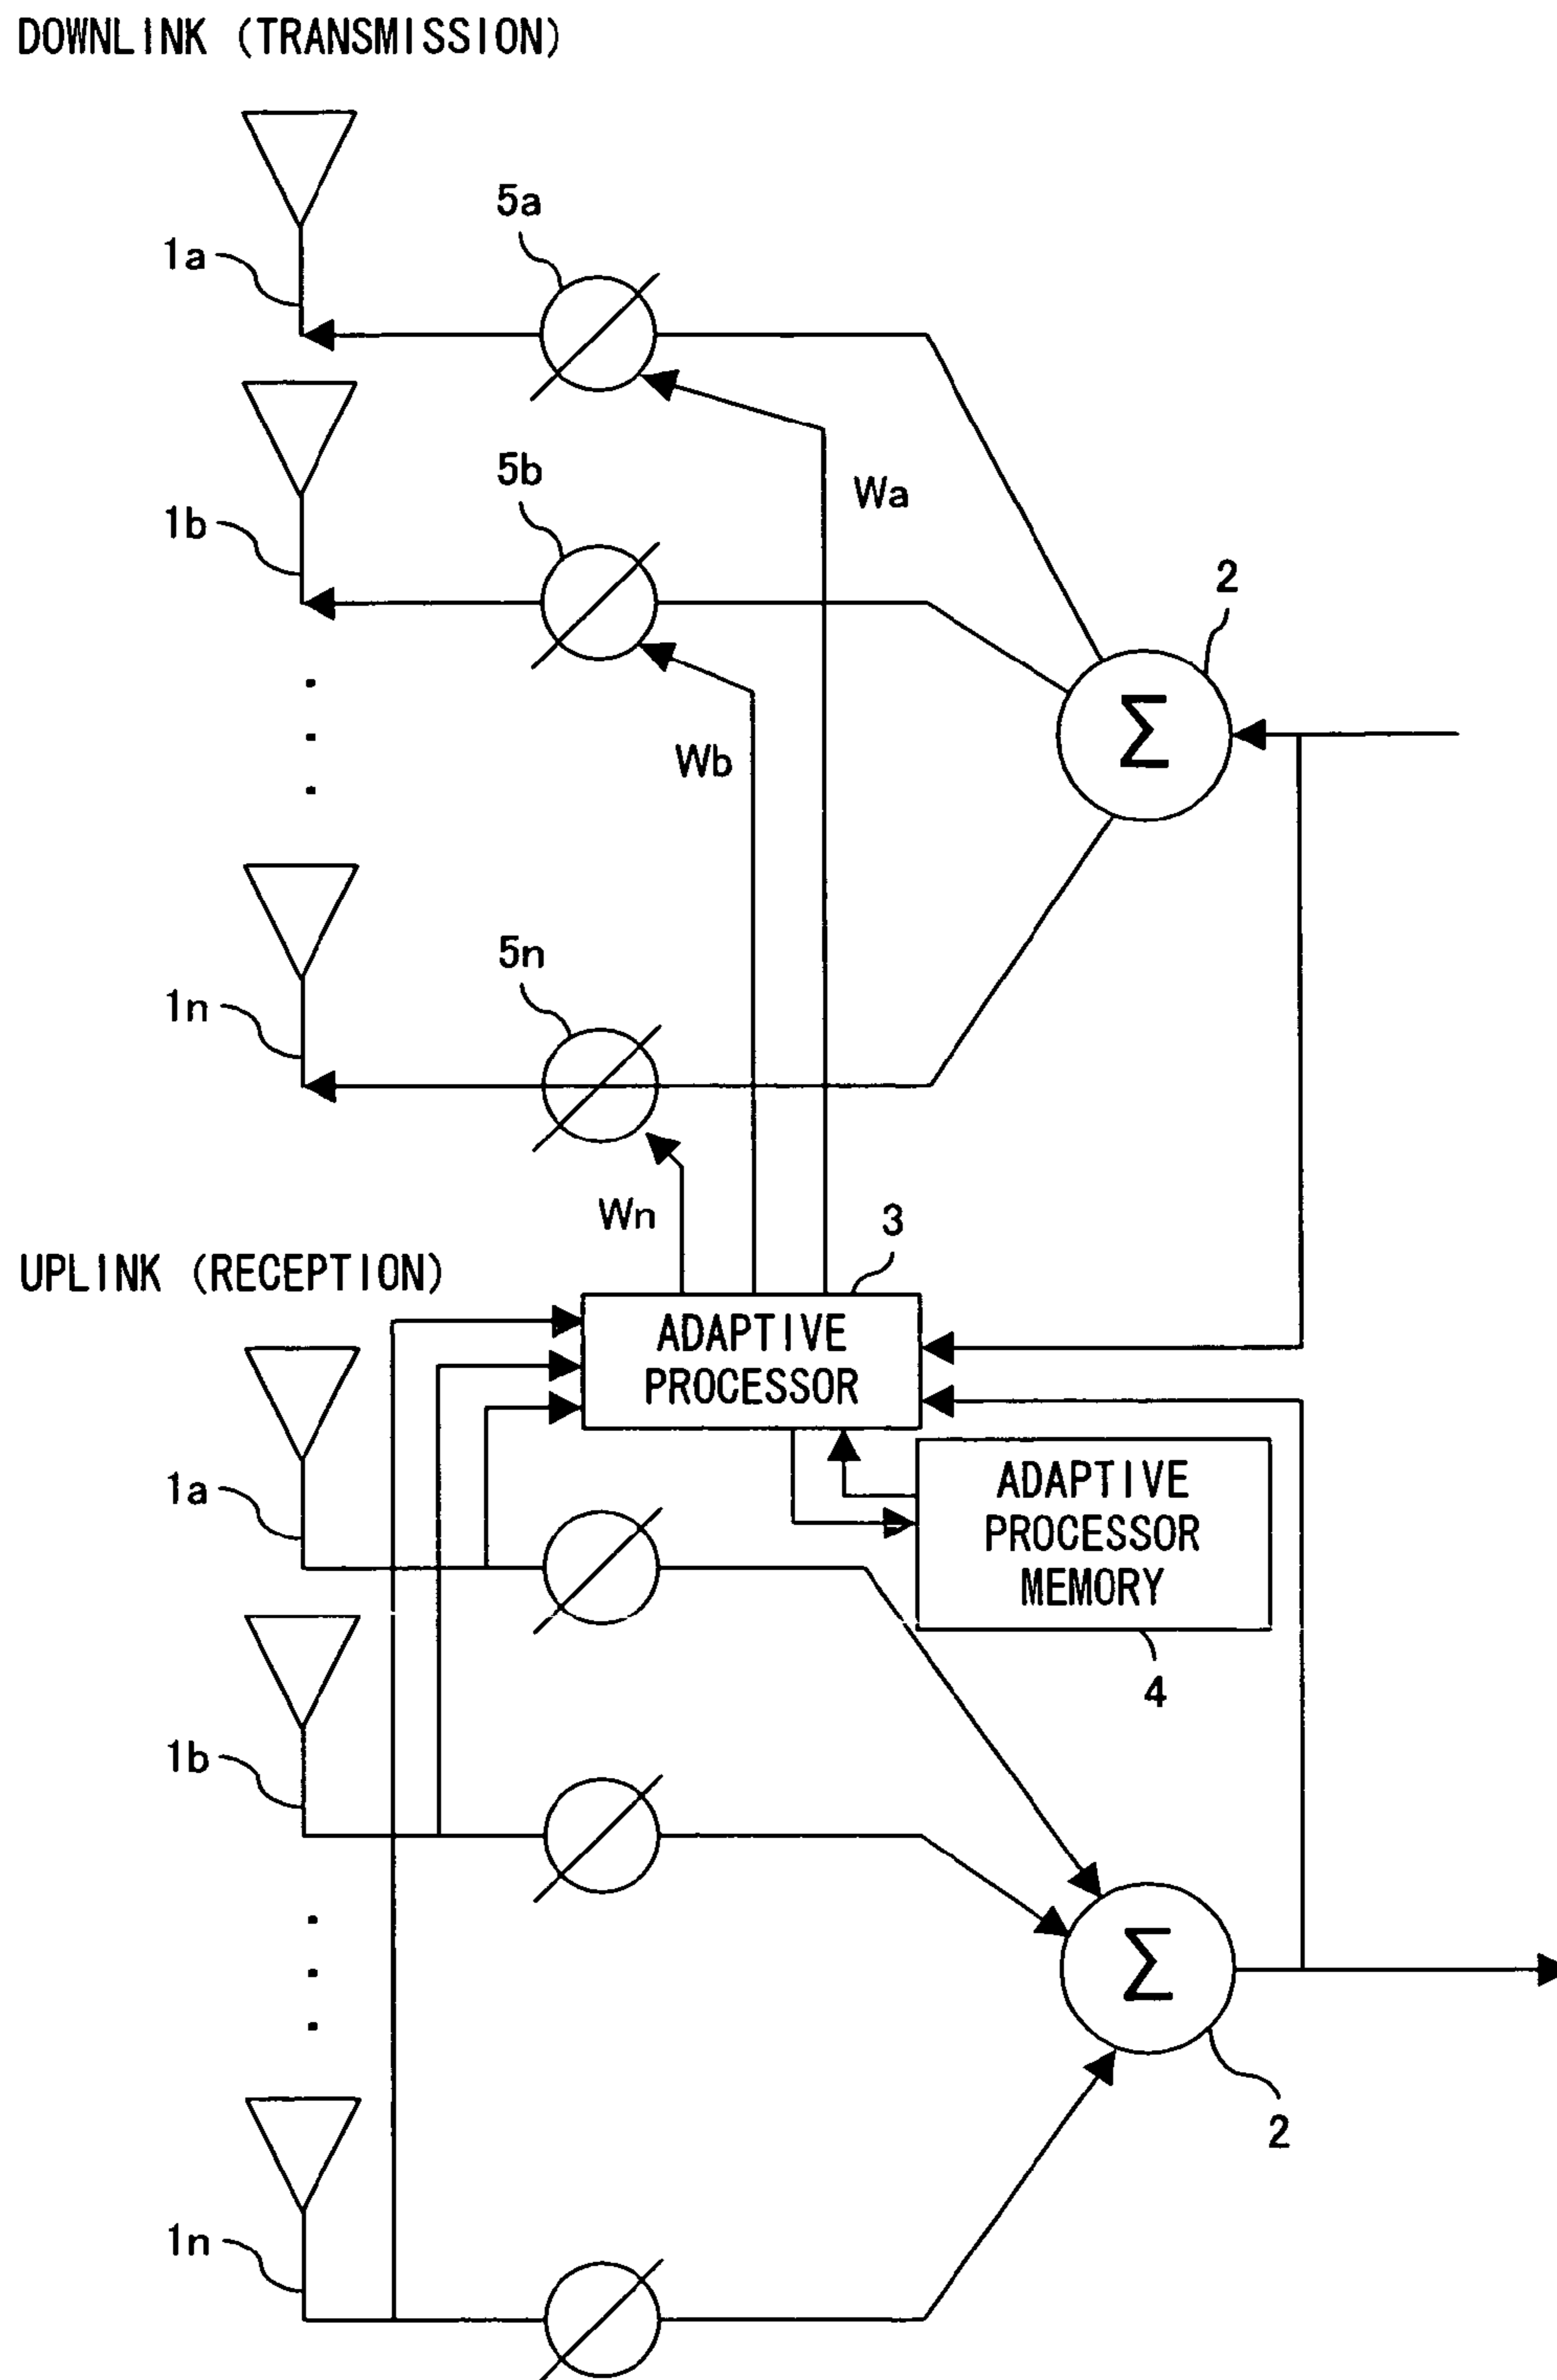 DOWNLINK (TRANSMISSION)
5a
1a
5b
Wa
1b
2
Σ
Wb
5n
1n
Wn
3
UPLINK (RECEPTION)
ADAPTIVE
PROCESSOR
1a
ADAPTIVE
PROCESSOR
MEMORY
4
1b
Σ
2
1n